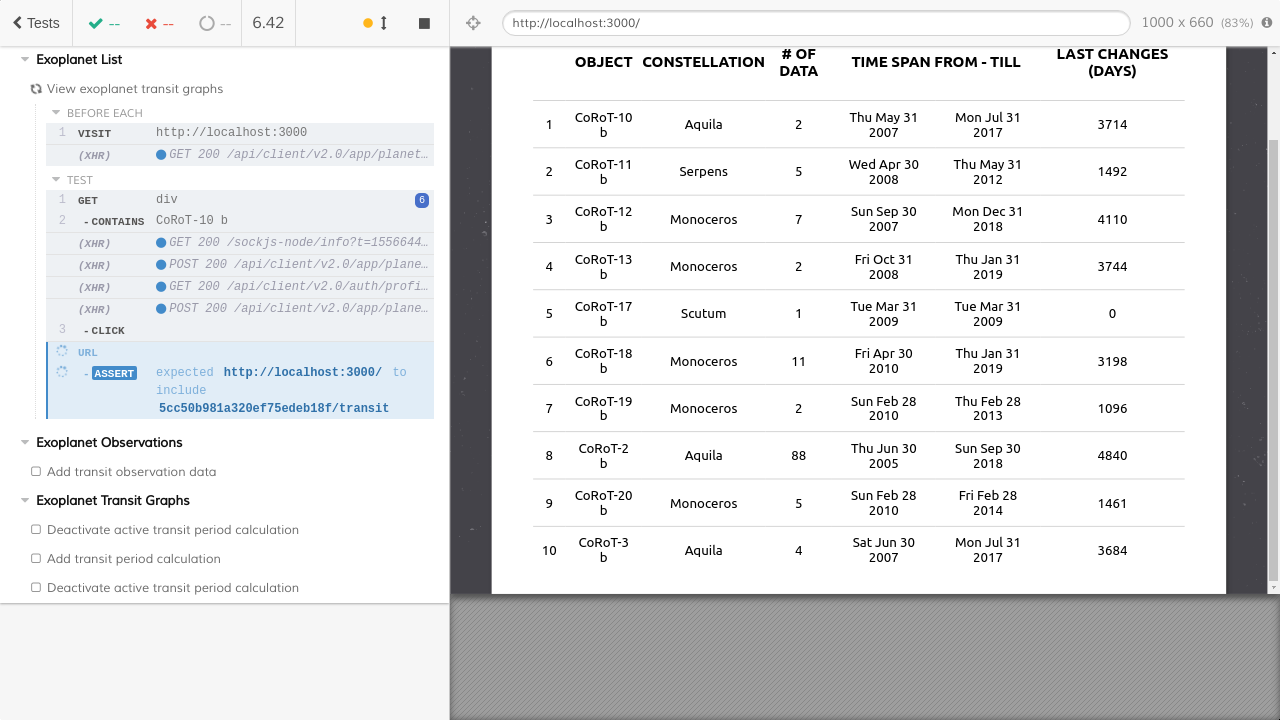 Tests -- -- -- 6.42
http://localhost:3000/ 1000 x 660 (83%)
Exoplanet List
View exoplanet transit graphs
BEFORE EACH
1 VISIT http://localhost:3000
(XHR) GET 200 /api/client/v2.0/app/planet…
TEST
1 GET div 6
2 - CONTAINS CoRoT-10 b
(XHR) GET 200 /sockjs-node/info?t=1556644…
(XHR) POST 200 /api/client/v2.0/app/plane…
(XHR) GET 200 /api/client/v2.0/auth/profi…
(XHR) POST 200 /api/client/v2.0/app/plane…
3 - CLICK
URL
- ASSERT expected http://localhost:3000/ to
include
5cc50b981a320ef75edeb18f/transit
Exoplanet Observations
Add transit observation data
Exoplanet Transit Graphs
Deactivate active transit period calculation
Add transit period calculation
Deactivate active transit period calculation
OBJECT CONSTELLATION # OF DATA TIME SPAN FROM - TILL LAST CHANGES (DAYS)
1 CoRoT-10 b Aquila 2 Thu May 31 2007 Mon Jul 31 2017 3714
2 CoRoT-11 b Serpens 5 Wed Apr 30 2008 Thu May 31 2012 1492
3 CoRoT-12 b Monoceros 7 Sun Sep 30 2007 Mon Dec 31 2018 4110
4 CoRoT-13 b Monoceros 2 Fri Oct 31 2008 Thu Jan 31 2019 3744
5 CoRoT-17 b Scutum 1 Tue Mar 31 2009 Tue Mar 31 2009 0
6 CoRoT-18 b Monoceros 11 Fri Apr 30 2010 Thu Jan 31 2019 3198
7 CoRoT-19 b Monoceros 2 Sun Feb 28 2010 Thu Feb 28 2013 1096
8 CoRoT-2 b Aquila 88 Thu Jun 30 2005 Sun Sep 30 2018 4840
9 CoRoT-20 b Monoceros 5 Sun Feb 28 2010 Fri Feb 28 2014 1461
10 CoRoT-3 b Aquila 4 Sat Jun 30 2007 Mon Jul 31 2017 3684